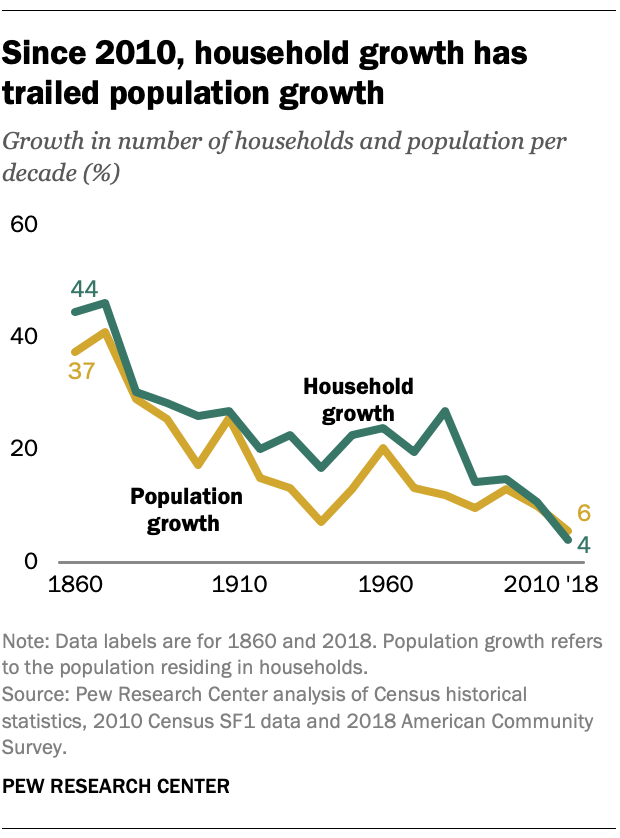 Since 2010, household growth has
trailed population growth
Growth in number of households and population per
decade (%)
60
44
40
37
Household
growth
20
Population
growth
6
4
0
1860
1910
1960
2010 '18
Note: Data labels are for 1860 and 2018. Population growth refers
to the population residing in households.
Source: Pew Research Center analysis of Census historical
statistics, 2010 Census SF1 data and 2018 American Community
Survey.
PEW RESEARCH CENTER